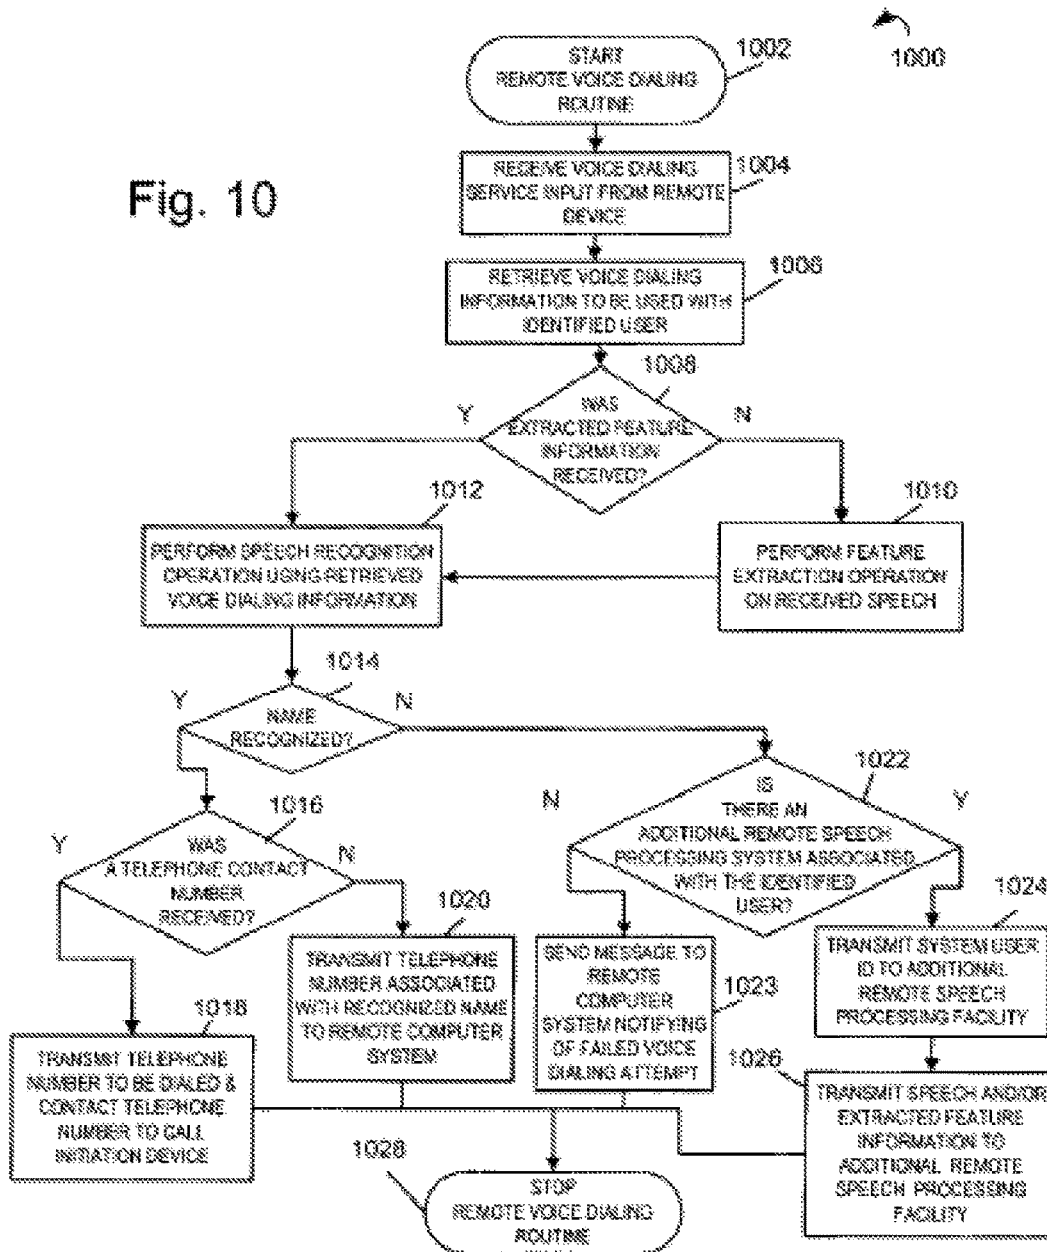 1000
1002
START
REMOTE VOICE DIALING
ROUTINE
Fig. 10
1004
RECEIVE VOICE DIALING
SERVICE INPUT FROM REMOTE
DEVICE
1006
RETRIEVE VOICE DIALING
INFORMATION TO BE USED WITH
IDENTIFIED USER
1008
Y
N
WAS
EXTRACTED FEATURE
INFORMATION
RECEIVED?
1012
PERFORM SPEECH RECOGNITION
OPERATION USING RETRIEVED
VOICE DIALING INFORMATION
1010
PERFORM FEATURE
EXTRACTION OPERATION
ON RECEIVED SPEECH
1014
Y
N
NAME
RECOGNIZED?
1016
Y
N
WAS
A TELEPHONE CONTACT
NUMBER
RECEIVED?
1022
N
Y
IS
THERE AN
ADDITIONAL REMOTE SPEECH
PROCESSING SYSTEM ASSOCIATED
WITH THE IDENTIFIED
USER?
1018
TRANSMIT TELEPHONE
NUMBER TO BE DIALED &
CONTACT TELEPHONE
NUMBER TO CALL
INITIATION DEVICE
1020
TRANSMIT TELEPHONE
NUMBER ASSOCIATED
WITH RECOGNIZED NAME
TO REMOTE COMPUTER
SYSTEM
1023
SEND MESSAGE TO
REMOTE
COMPUTER
SYSTEM NOTIFYING
OF FAILED VOICE
DIALING ATTEMPT
1024
TRANSMIT SYSTEM USER
ID TO ADDITIONAL
REMOTE SPEECH
PROCESSING FACILITY
1026
TRANSMIT SPEECH AND/OR
EXTRACTED FEATURE
INFORMATION TO
ADDITIONAL REMOTE
SPEECH PROCESSING
FACILITY
1028
STOP
REMOTE VOICE DIALING
ROUTINE